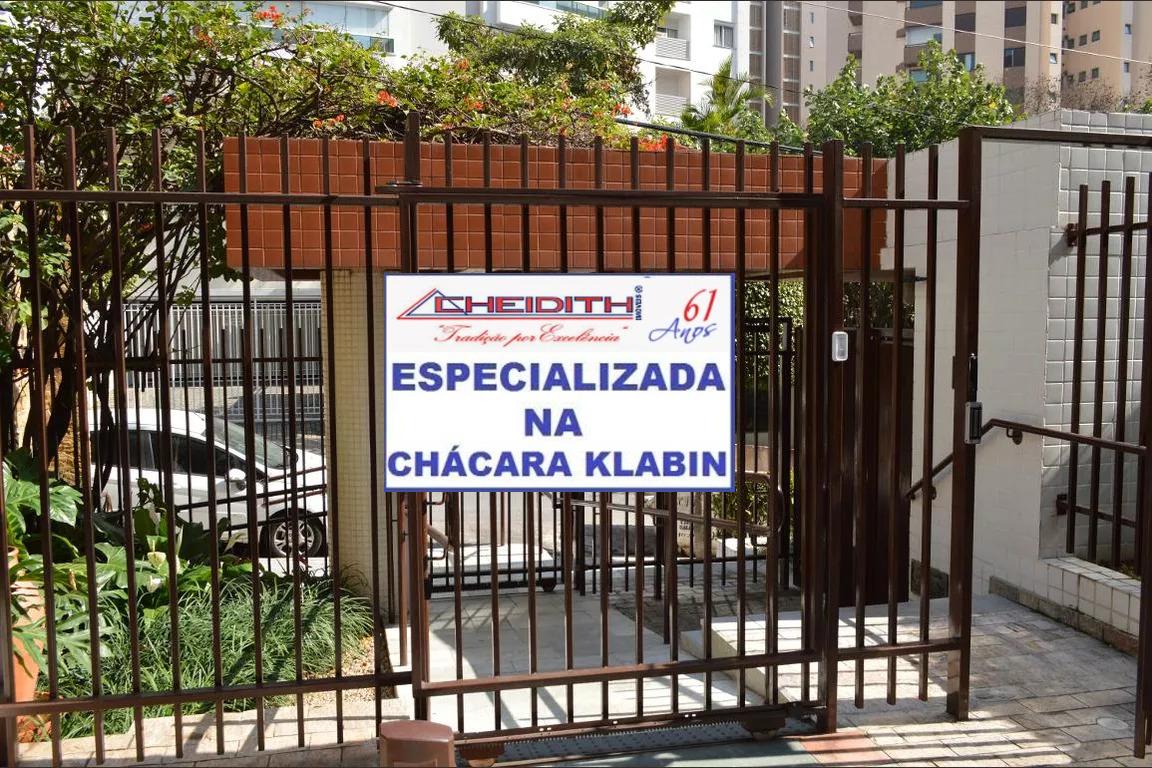 CHEIDITH IMÓVEIS ®
61
"Tradição por Excelência"
Anos
ESPECIALIZADA
NA
CHÁCARA KLABIN